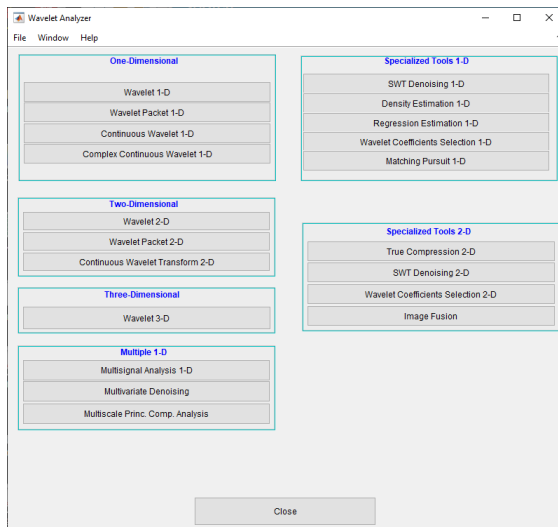 Wavelet Analyzer
File Window Help
One-Dimensional
Wavelet 1-D
Wavelet Packet 1-D
Continuous Wavelet 1-D
Complex Continuous Wavelet 1-D
Two-Dimensional
Wavelet 2-D
Wavelet Packet 2-D
Continuous Wavelet Transform 2-D
Three-Dimensional
Wavelet 3-D
Multiple 1-D
Multisignal Analysis 1-D
Multivariate Denoising
Multiscale Princ. Comp. Analysis
Specialized Tools 1-D
SWT Denoising 1-D
Density Estimation 1-D
Regression Estimation 1-D
Wavelet Coefficients Selection 1-D
Matching Pursuit 1-D
Specialized Tools 2-D
True Compression 2-D
SWT Denoising 2-D
Wavelet Coefficients Selection 2-D
Image Fusion
Close